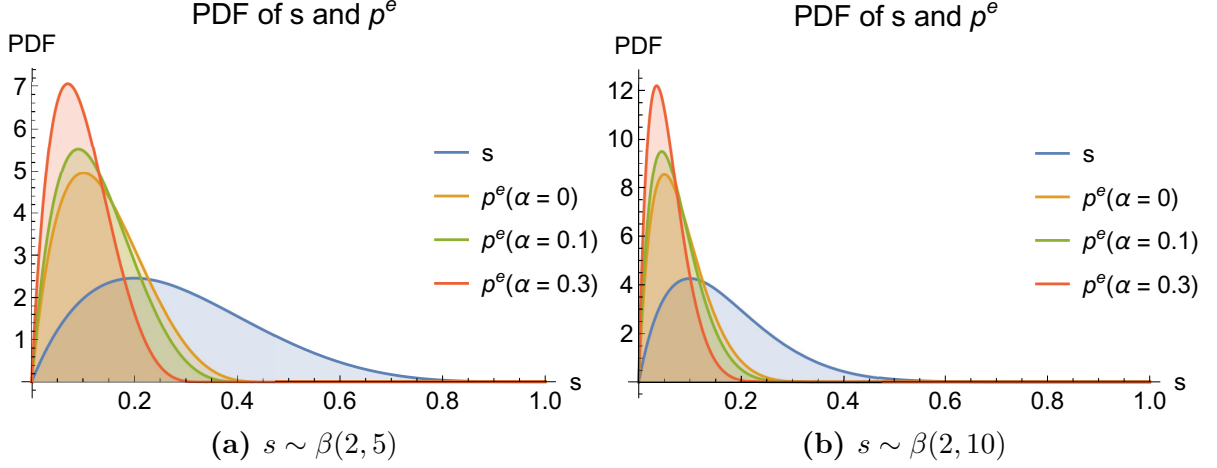 PDF of s and p^e
PDF
7
6
5
4
3
2
1
0.2 0.4 0.6 0.8 1.0
s
s
p^e(α = 0)
p^e(α = 0.1)
p^e(α = 0.3)
(a) s ∼ β(2, 5)
PDF of s and p^e
PDF
12
10
8
6
4
2
0.2 0.4 0.6 0.8 1.0
s
s
p^e(α = 0)
p^e(α = 0.1)
p^e(α = 0.3)
(b) s ∼ β(2, 10)